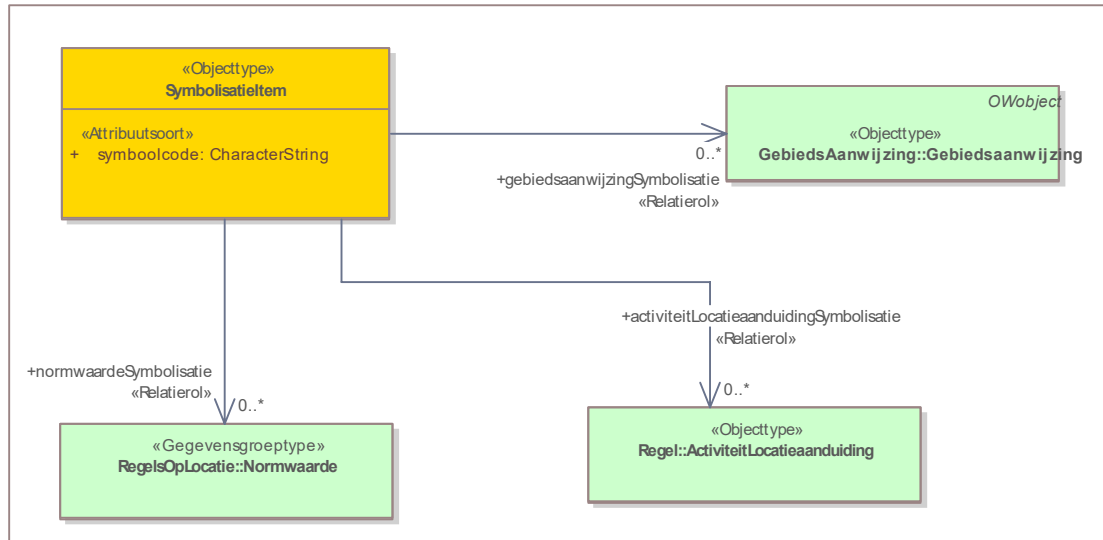 «Objecttype»
SymbolisatieItem
«Attribuutsoort»
+ symboolcode: CharacterString
OWobject
«Objecttype»
GebiedsAanwijzing::Gebiedsaanwijzing
0..*
+gebiedsaanwijzingSymbolisatie
«Relatierol»
+activiteitLocatieaanduidingSymbolisatie
«Relatierol»
0..*
+normwaardeSymbolisatie
«Relatierol»
0..*
«Gegevensgroeptype»
RegelsOpLocatie::Normwaarde
«Objecttype»
Regel::ActiviteitLocatieaanduiding